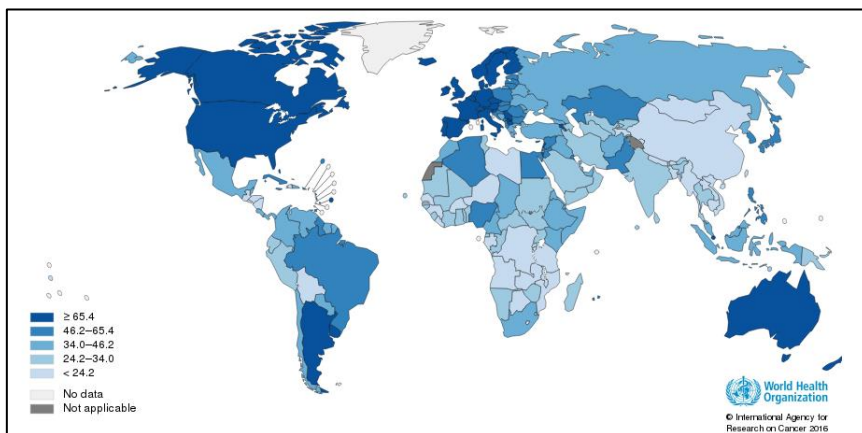 ≥ 65.4
46.2–65.4
34.0–46.2
24.2–34.0
< 24.2
No data
Not applicable
World Health
Organization
© International Agency for
Research on Cancer 2016